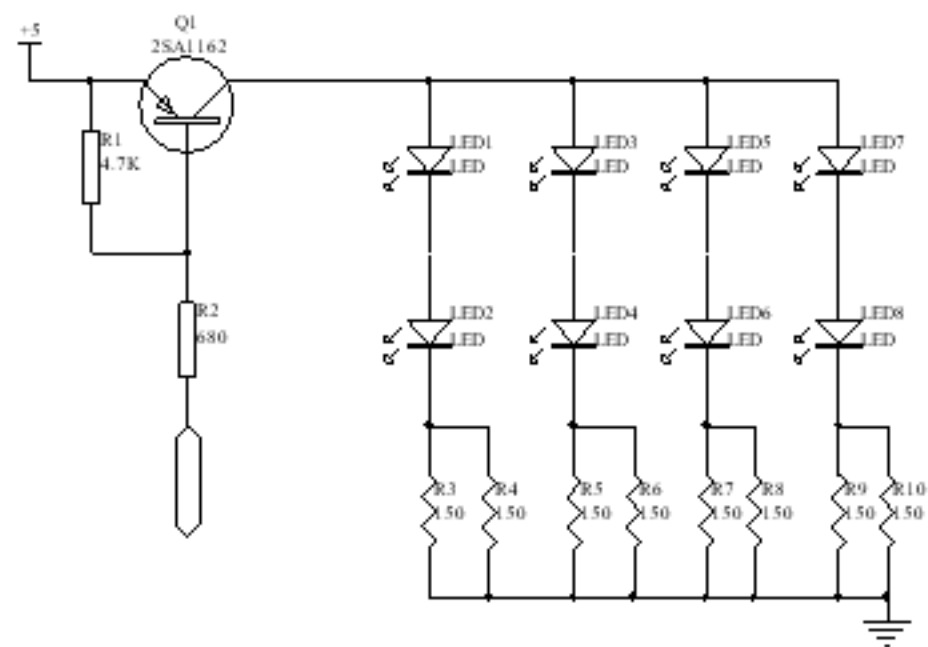 +5
Q1
2SA1162
R1
4.7K
R2
680
LED1
LED
LED3
LED
LED5
LED
LED7
LED
LED2
LED
LED4
LED
LED6
LED
LED8
LED
R3
150
R4
150
R5
150
R6
150
R7
150
R8
150
R9
150
R10
150